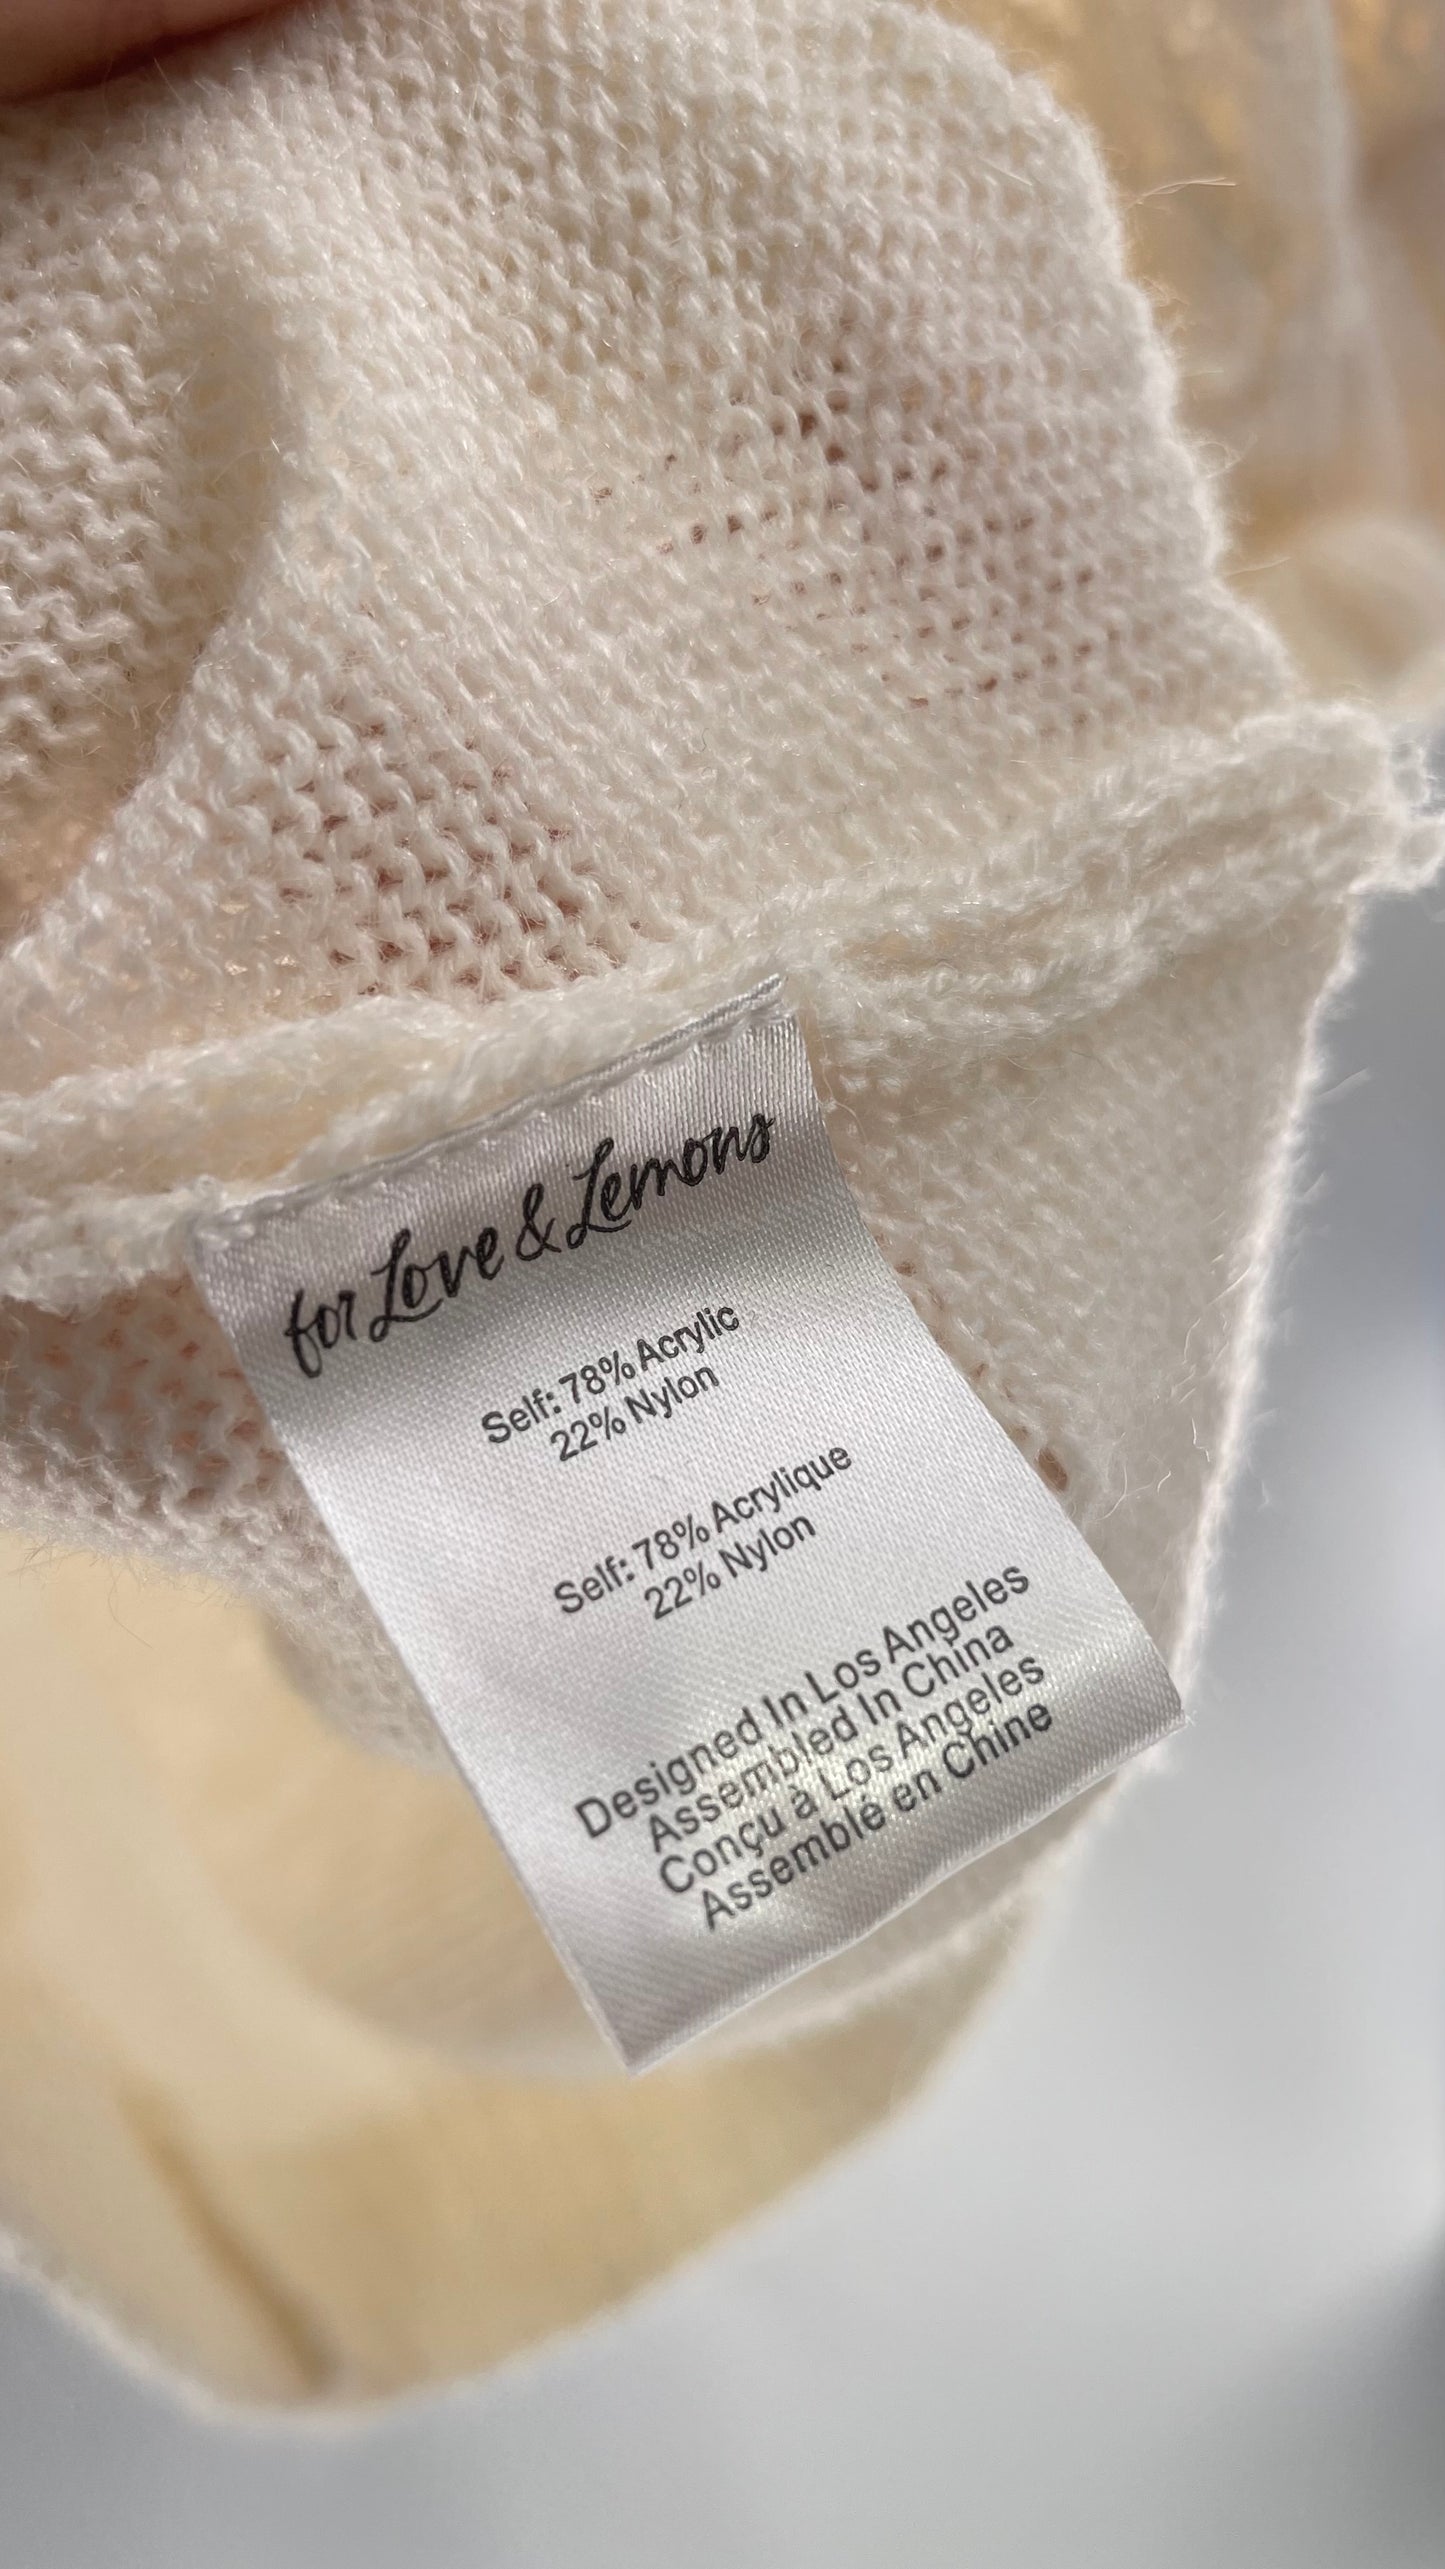 for Love & Lemons
Self: 78% Acrylic
22% Nylon
Self: 78% Acrylique
22% Nylon
Designed In Los Angeles
Assembled In China
Conçu à Los Angeles
Assemblé en Chine